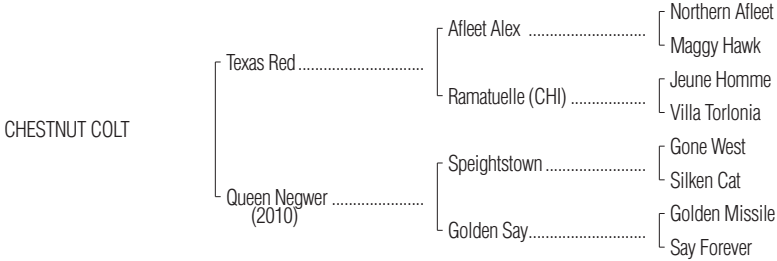 Northern Afleet
Afleet Alex ..............................
Maggy Hawk
Texas Red ................................
Jeune Homme
Ramatuelle (CHI) ...................
Villa Torlonia
CHESTNUT COLT
Gone West
Speightstown ..........................
Silken Cat
Queen Negwer .......................
(2010)
Golden Missile
Golden Say..............................
Say Forever